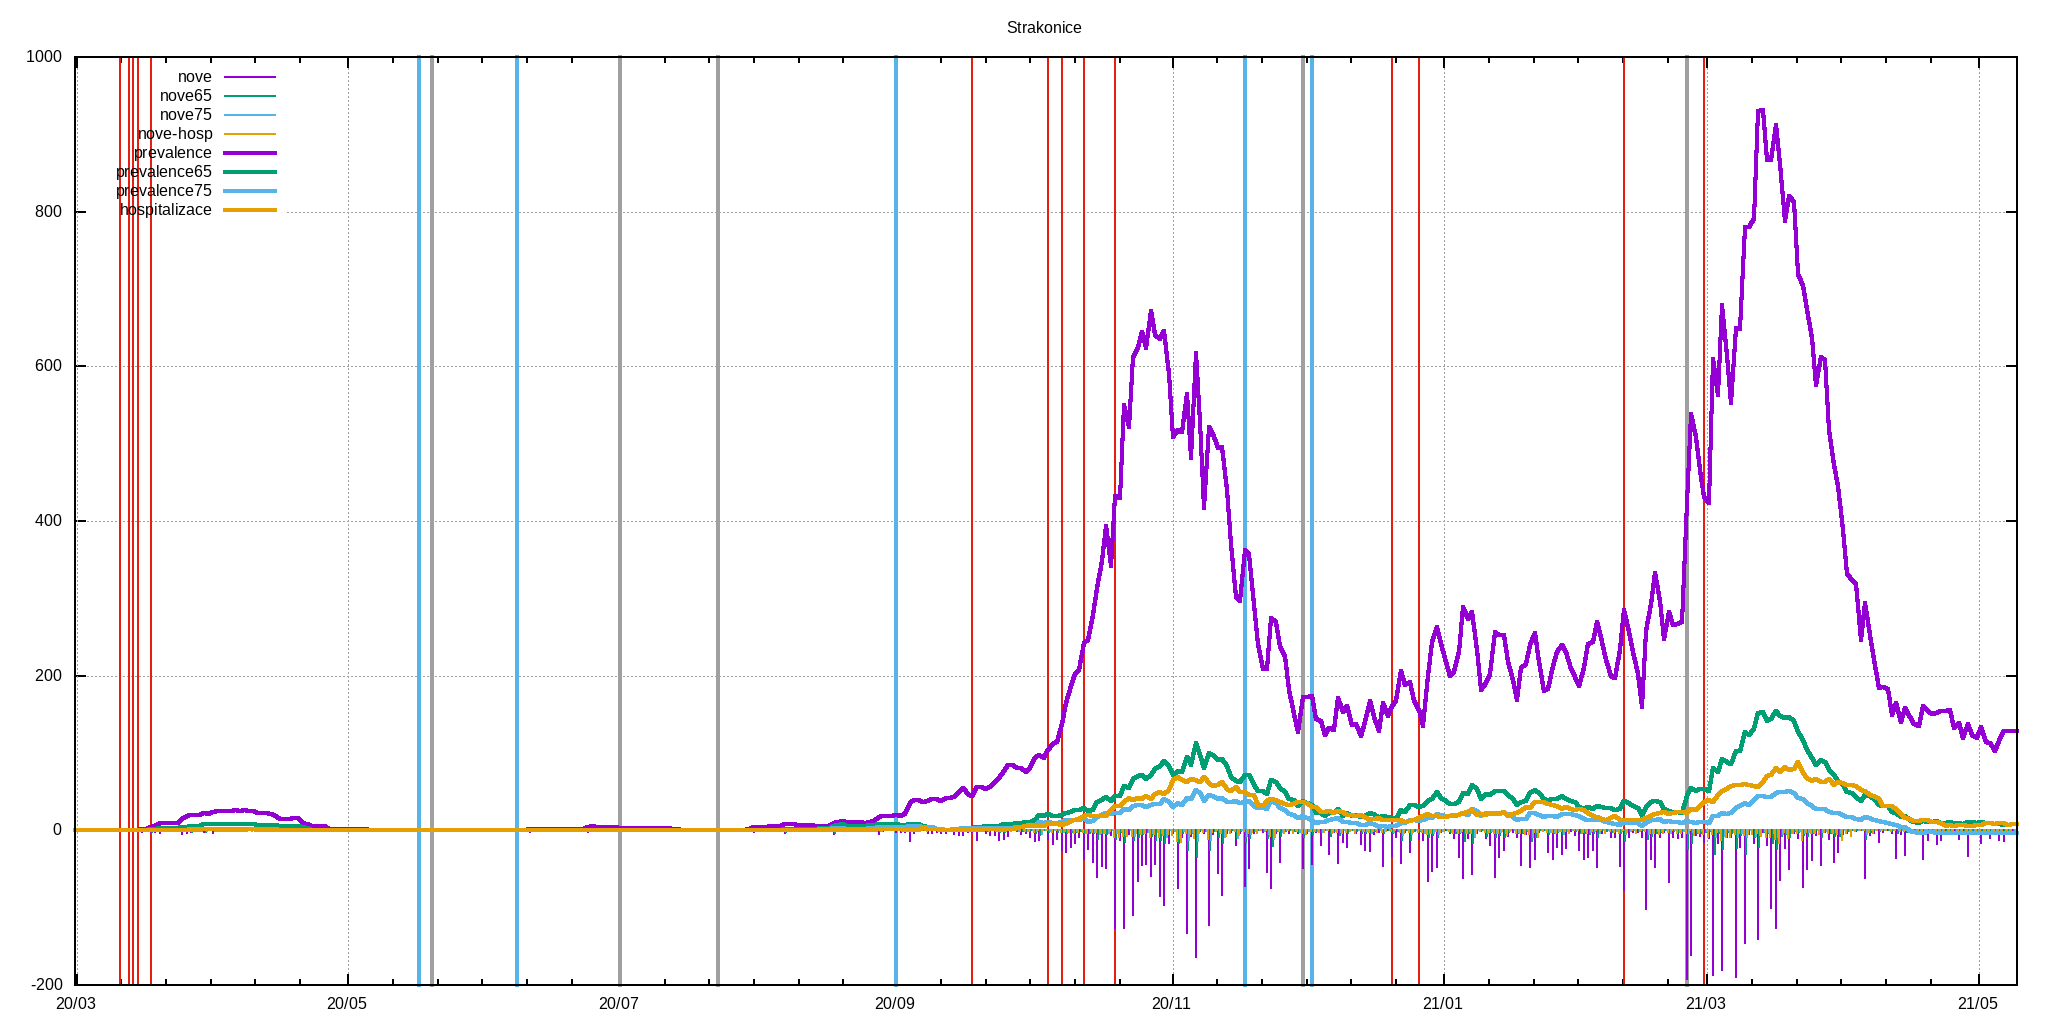 Strakonice
1000
800
600
400
200
0
-200
nove
nove65
nove75
nove-hosp
prevalence
prevalence65
prevalence75
hospitalizace
20/03 20/05 20/07 20/09 20/11 21/01 21/03 21/05